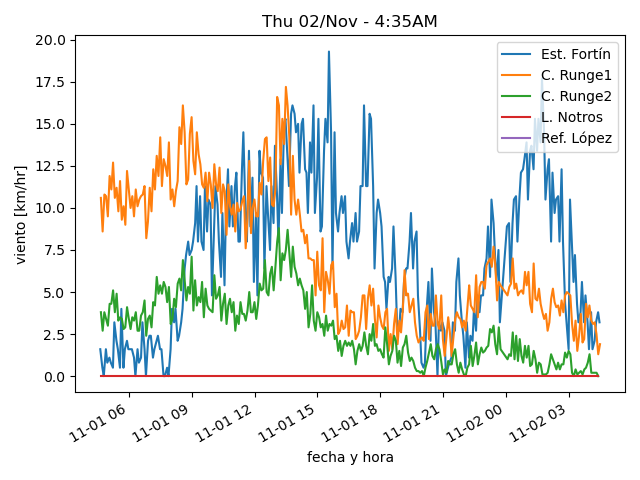 Thu 02/Nov - 4:35AM
20.0
17.5
15.0
12.5
10.0
7.5
5.0
2.5
0.0
viento [km/hr]
Est. Fortín
C. Runge1
C. Runge2
L. Notros
Ref. López
11-01 06
11-01 09
11-01 12
11-01 15
11-01 18
11-01 21
11-02 00
11-02 03
fecha y hora